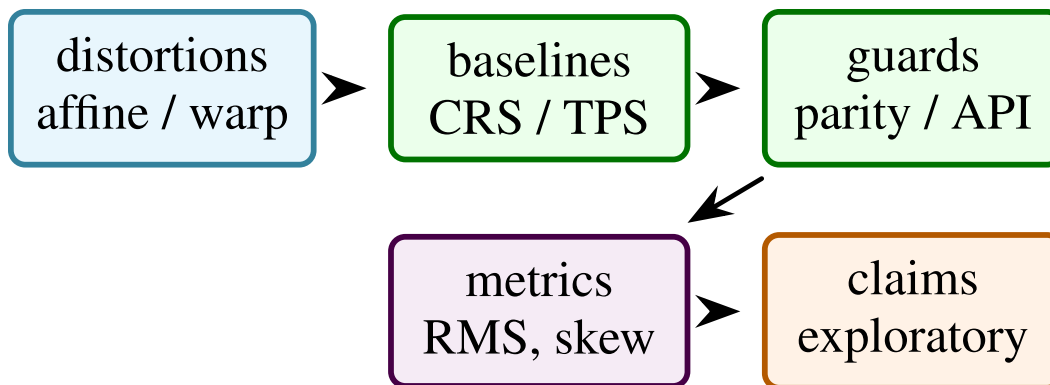 distortions
affine / warp
baselines
CRS / TPS
guards
parity / API
metrics
RMS, skew
claims
exploratory